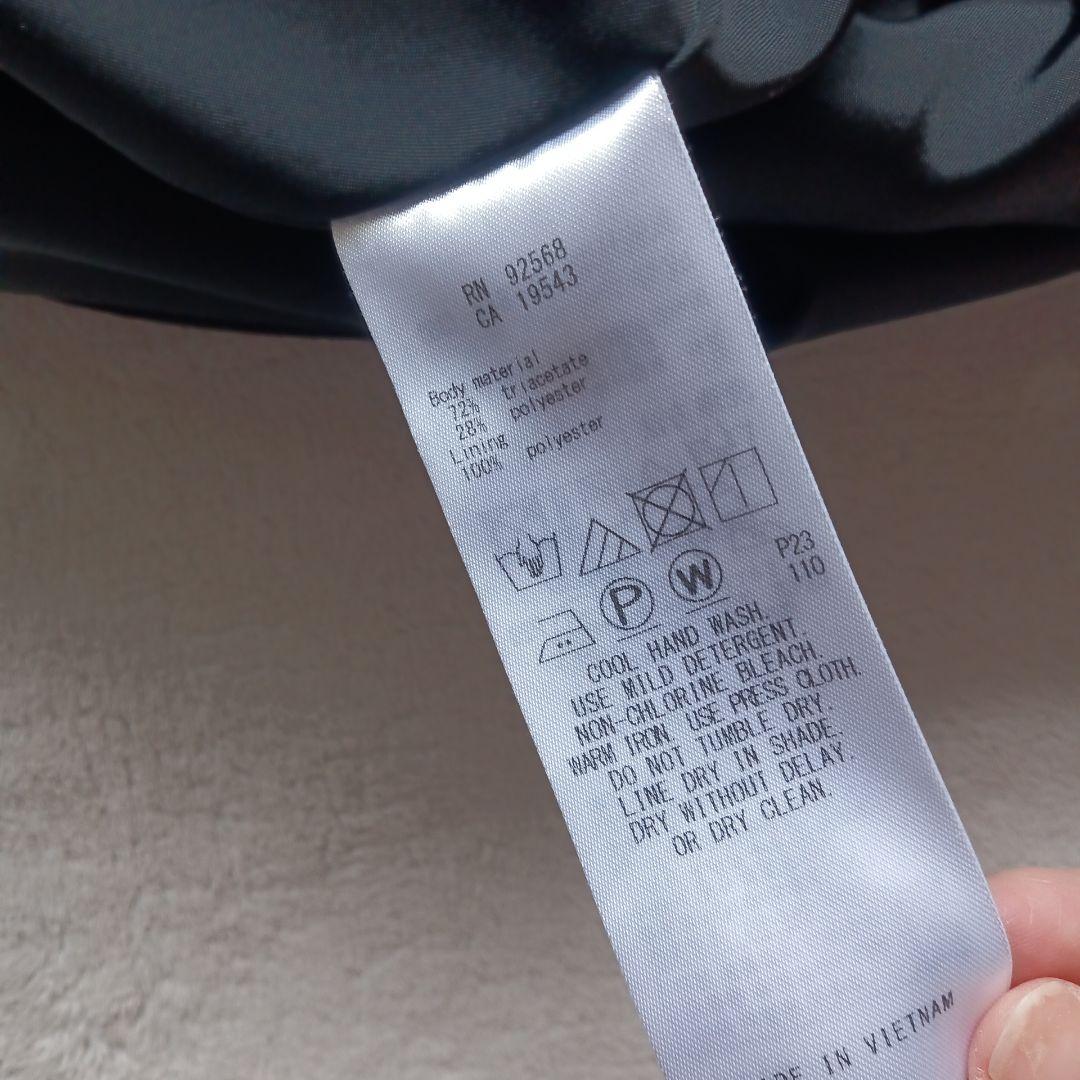 RN 92568
CA 19543
Body material
72% triacetate
28% polyester
Lining
100% polyester
P23
110
P W
COOL HAND WASH.
USE MILD DETERGENT.
NON-CHLORINE BLEACH.
WARM IRON. USE PRESS CLOTH.
DO NOT TUMBLE DRY.
LINE DRY IN SHADE.
DRY WITHOUT DELAY.
OR DRY CLEAN.
DE IN VIETNAM